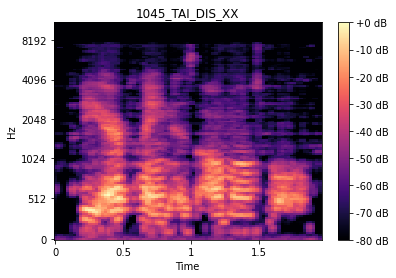 1045_TAI_DIS_XX
8192
4096
2048
1024
512
0
Hz
0
0.5
1
1.5
Time
+0 dB
-10 dB
-20 dB
-30 dB
-40 dB
-50 dB
-60 dB
-70 dB
-80 dB